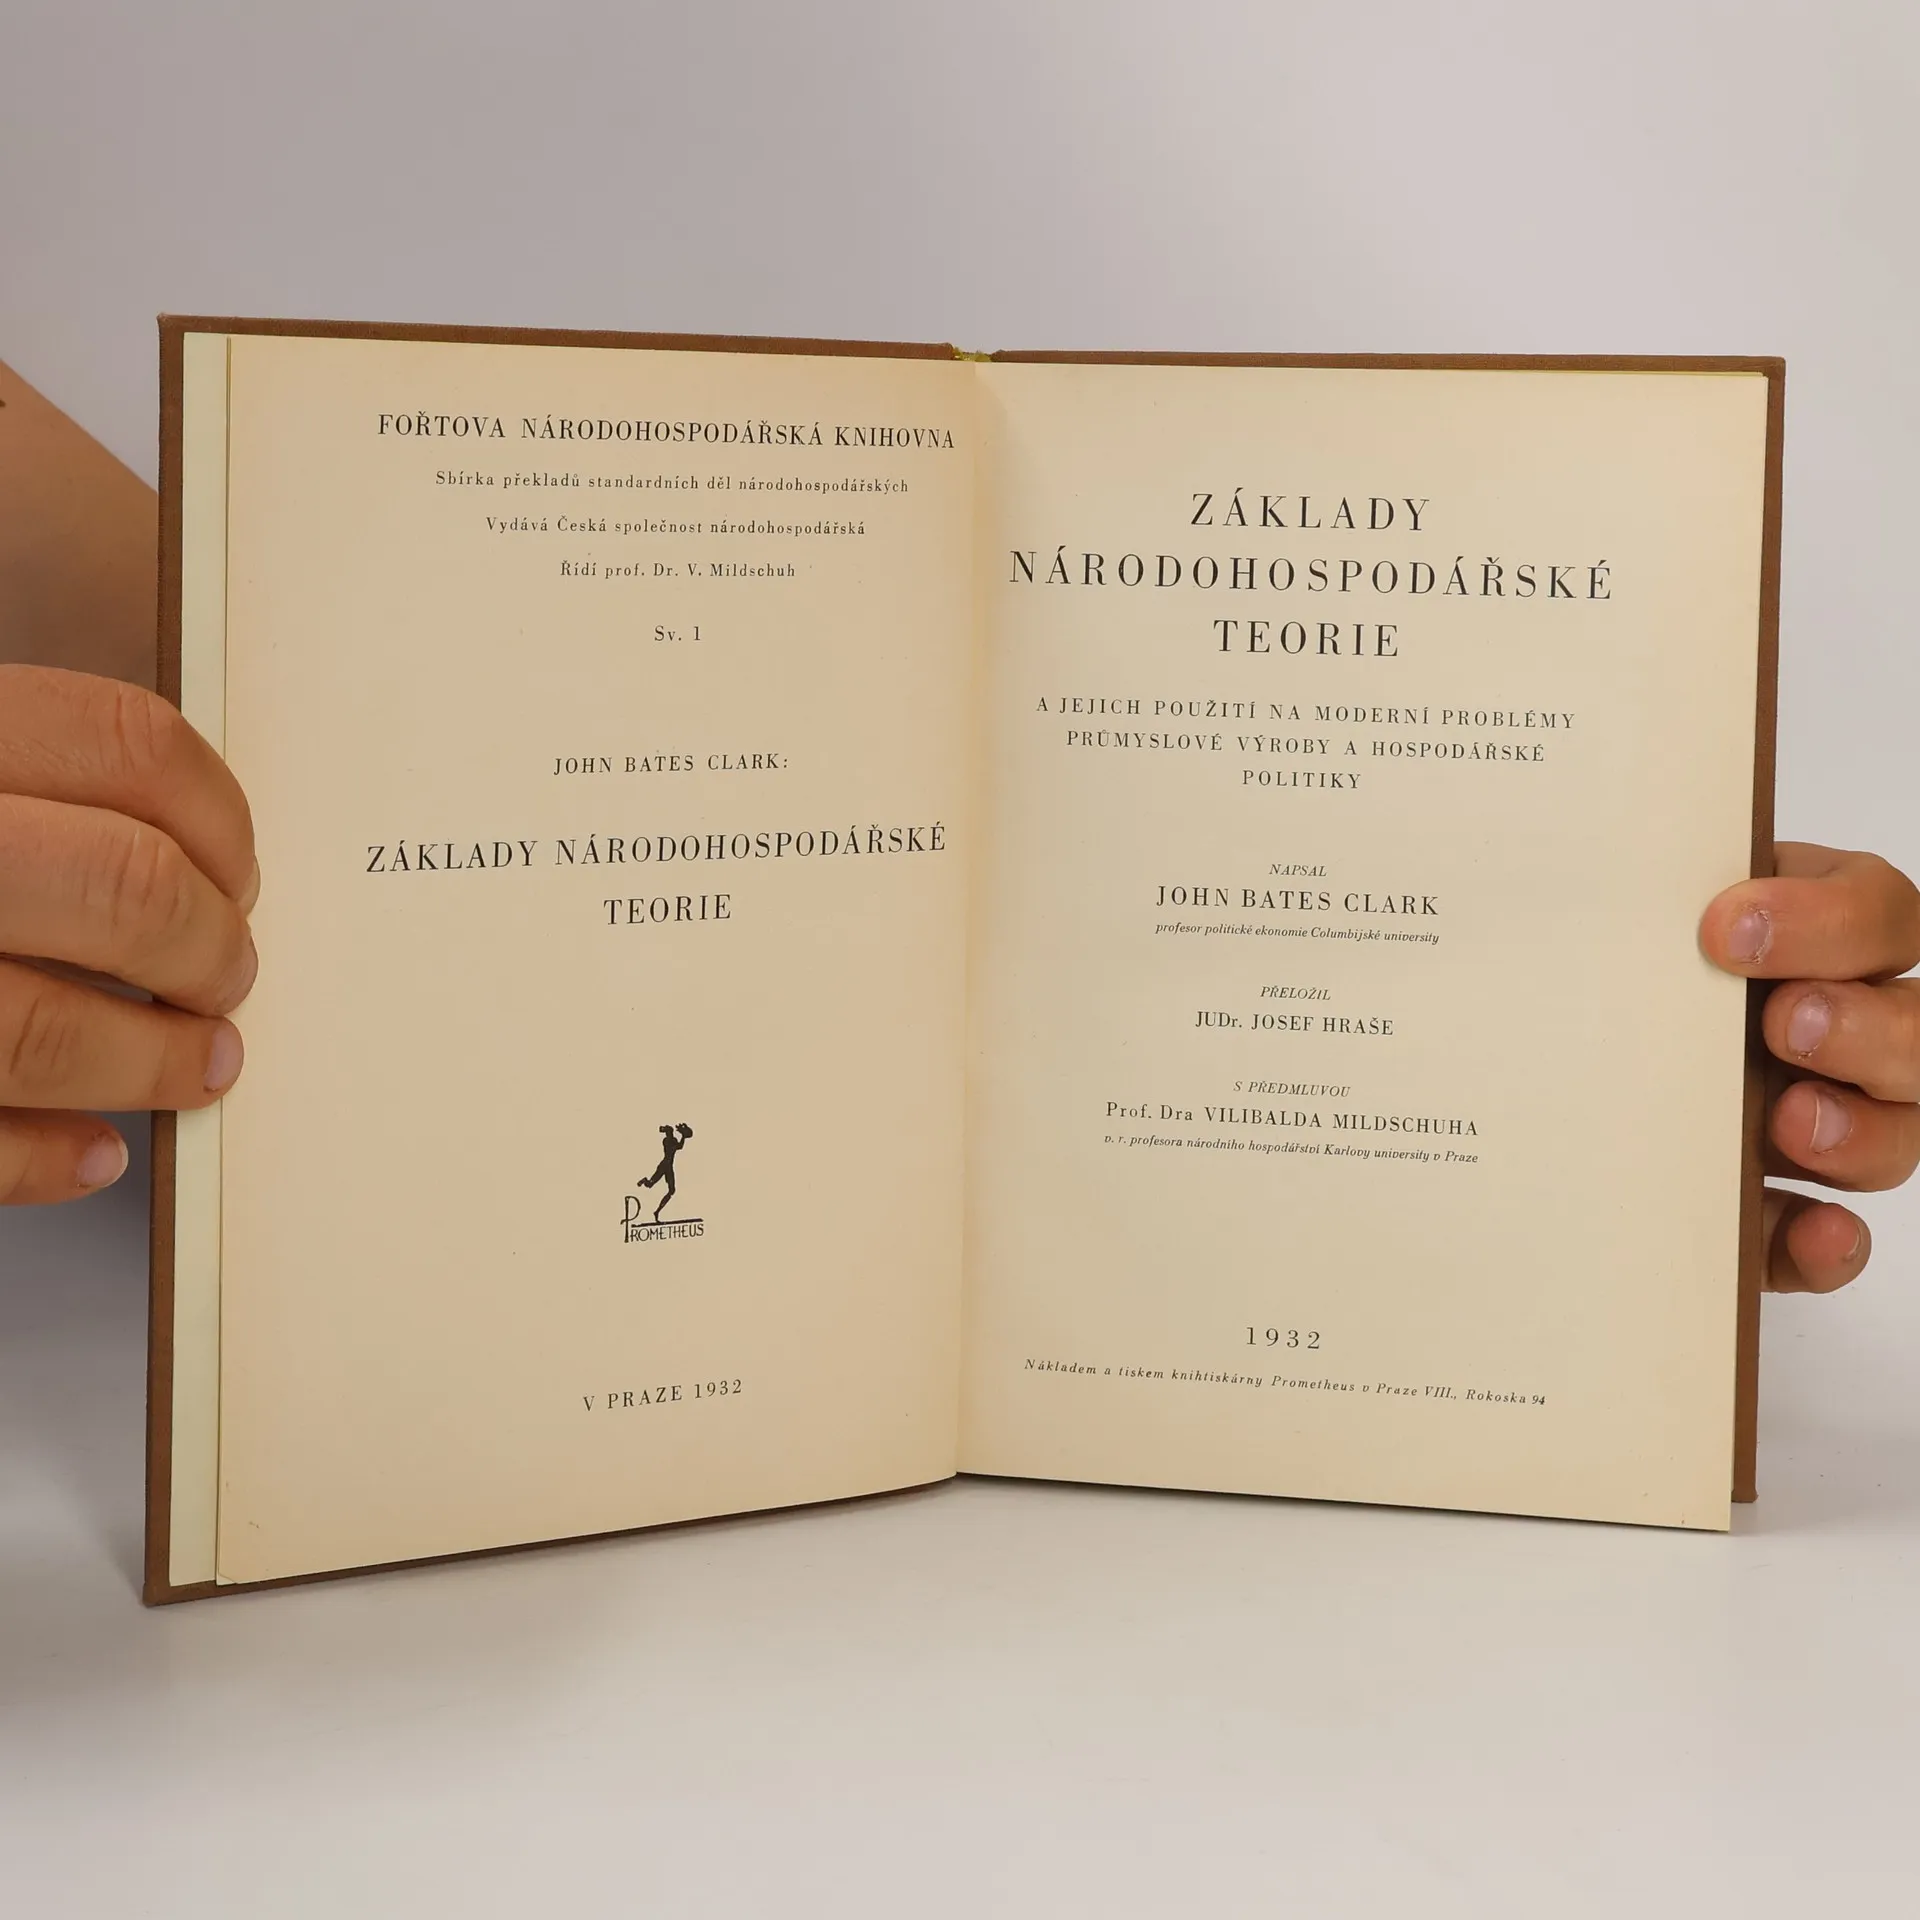 FOŘTOVA NÁRODOHOSPODÁŘSKÁ KNIHOVNA
Sbírka překladů standardních děl národohospodářských
Vydává Česká společnost národohospodářská
Řídí prof. Dr. V. Mildschuh
Sv. 1
JOHN BATES CLARK:
ZÁKLADY NÁRODOHOSPODÁŘSKÉ
TEORIE
PROMETHEUS
V PRAZE 1932
ZÁKLADY
NÁRODOHOSPODÁŘSKÉ
TEORIE
A JEJICH POUŽITÍ NA MODERNÍ PROBLÉMY
PRŮMYSLOVÉ VÝROBY A HOSPODÁŘSKÉ
POLITIKY
NAPSAL
JOHN BATES CLARK
profesor politické ekonomie Columbijské university
PŘELOŽIL
JUDr. JOSEF HRAŠE
S PŘEDMLUVOU
Prof. Dra VILIBALDA MILDSCHUHA
v. r. profesora národního hospodářství Karlovy university v Praze
1932
Nákladem a tiskem knihtiskárny Prometheus v Praze VIII., Rokoska 94